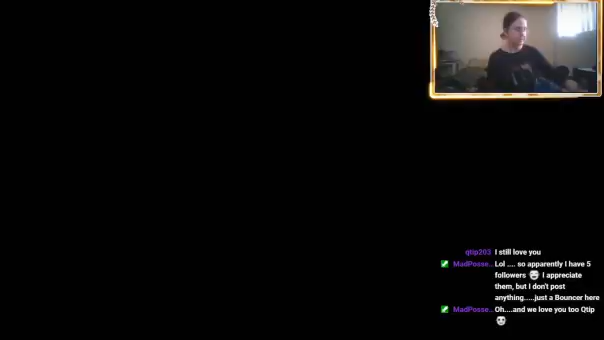 qtip203 I still love you
MadPosse... Lol .... so apparently I have 5
followers I appreciate
them, but I don't post
anything.....just a Bouncer here
MadPosse... Oh....and we love you too Qtip